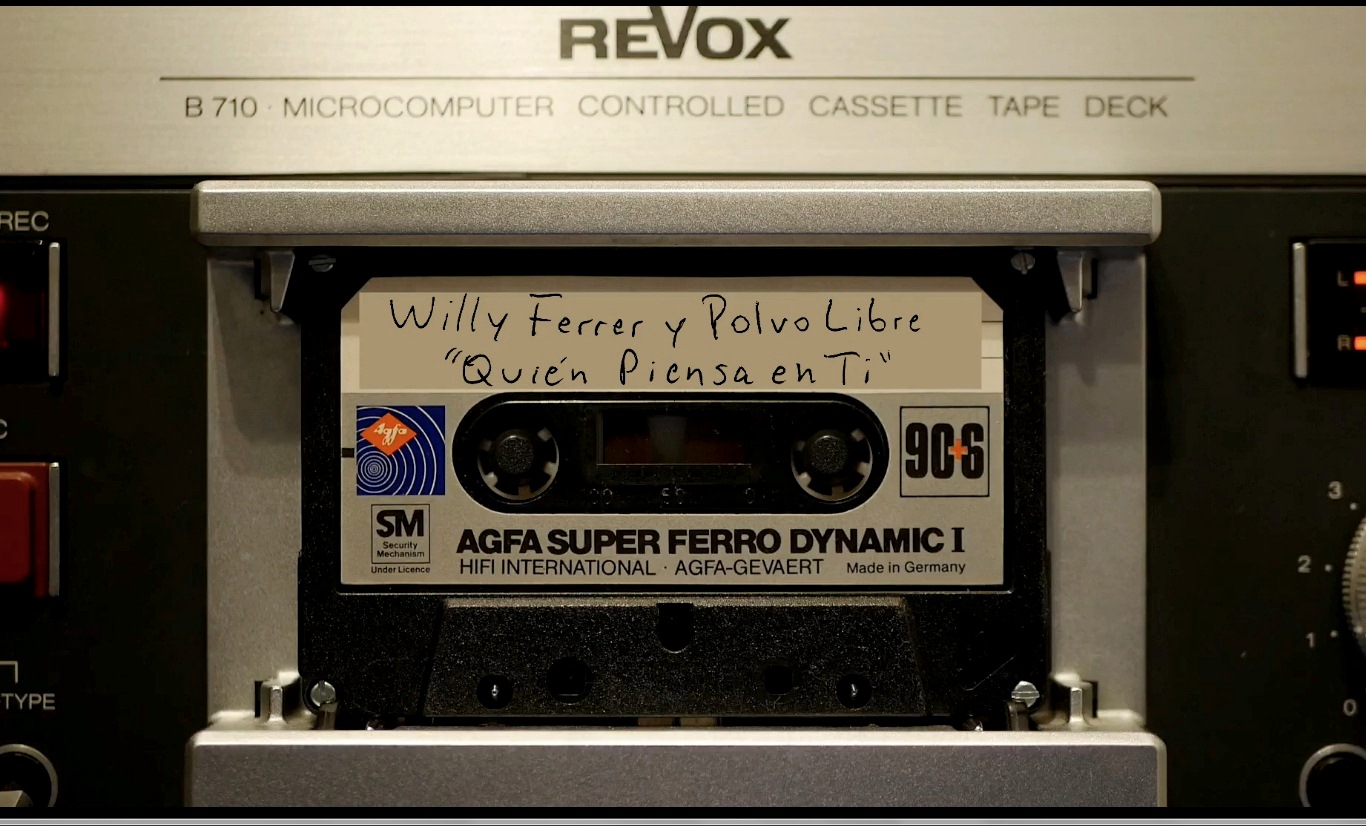 REVOX
B 710 · MICROCOMPUTER CONTROLLED CASSETTE TAPE DECK
REC
L
R
Willy Ferrer y Polvo Libre
"Quién Piensa en Ti"
Agfa
90+6
C
SM
Security
Mechanism
Under Licence
AGFA SUPER FERRO DYNAMIC I
HIFI INTERNATIONAL · AGFA-GEVAERT Made in Germany
3
2
1
0
TYPE